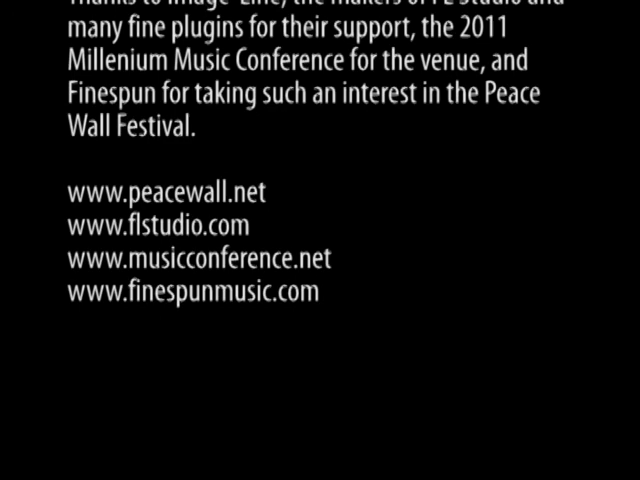 Thanks to Image-Line, the makers of FL Studio and
many fine plugins for their support, the 2011
Millenium Music Conference for the venue, and
Finespun for taking such an interest in the Peace
Wall Festival.
www.peacewall.net
www.flstudio.com
www.musicconference.net
www.finespunmusic.com